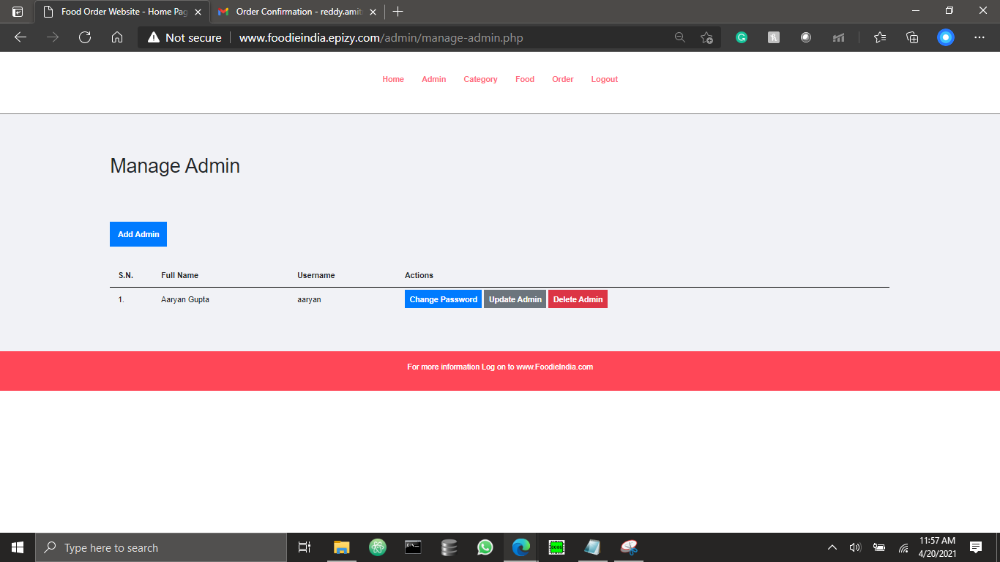 Food Order Website - Home Pag
Order Confirmation - reddy.amit
Not secure www.foodieindia.epizy.com/admin/manage-admin.php
Home Admin Category Food Order Logout
Manage Admin
Add Admin
S.N. Full Name Username Actions
1. Aaryan Gupta aaryan Change Password Update Admin Delete Admin
For more information Log on to www.FoodieIndia.com
Type here to search
11:57 AM
4/20/2021